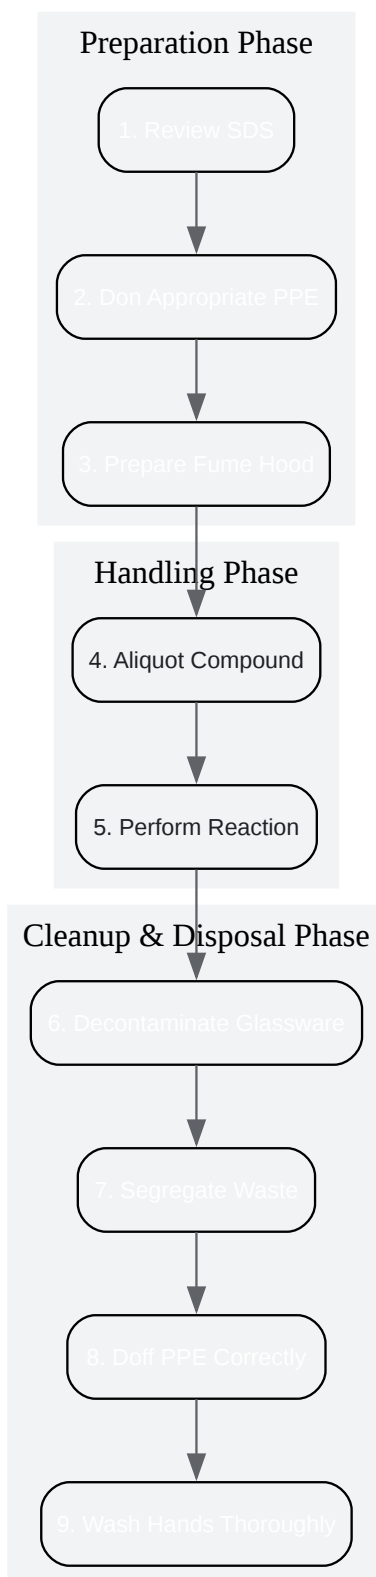 Preparation Phase
1. Review SDS
2. Don Appropriate PPE
3. Prepare Fume Hood
Handling Phase
4. Aliquot Compound
5. Perform Reaction
Cleanup & Disposal Phase
6. Decontaminate Glassware
7. Segregate Waste
8. Doff PPE Correctly
9. Wash Hands Thoroughly